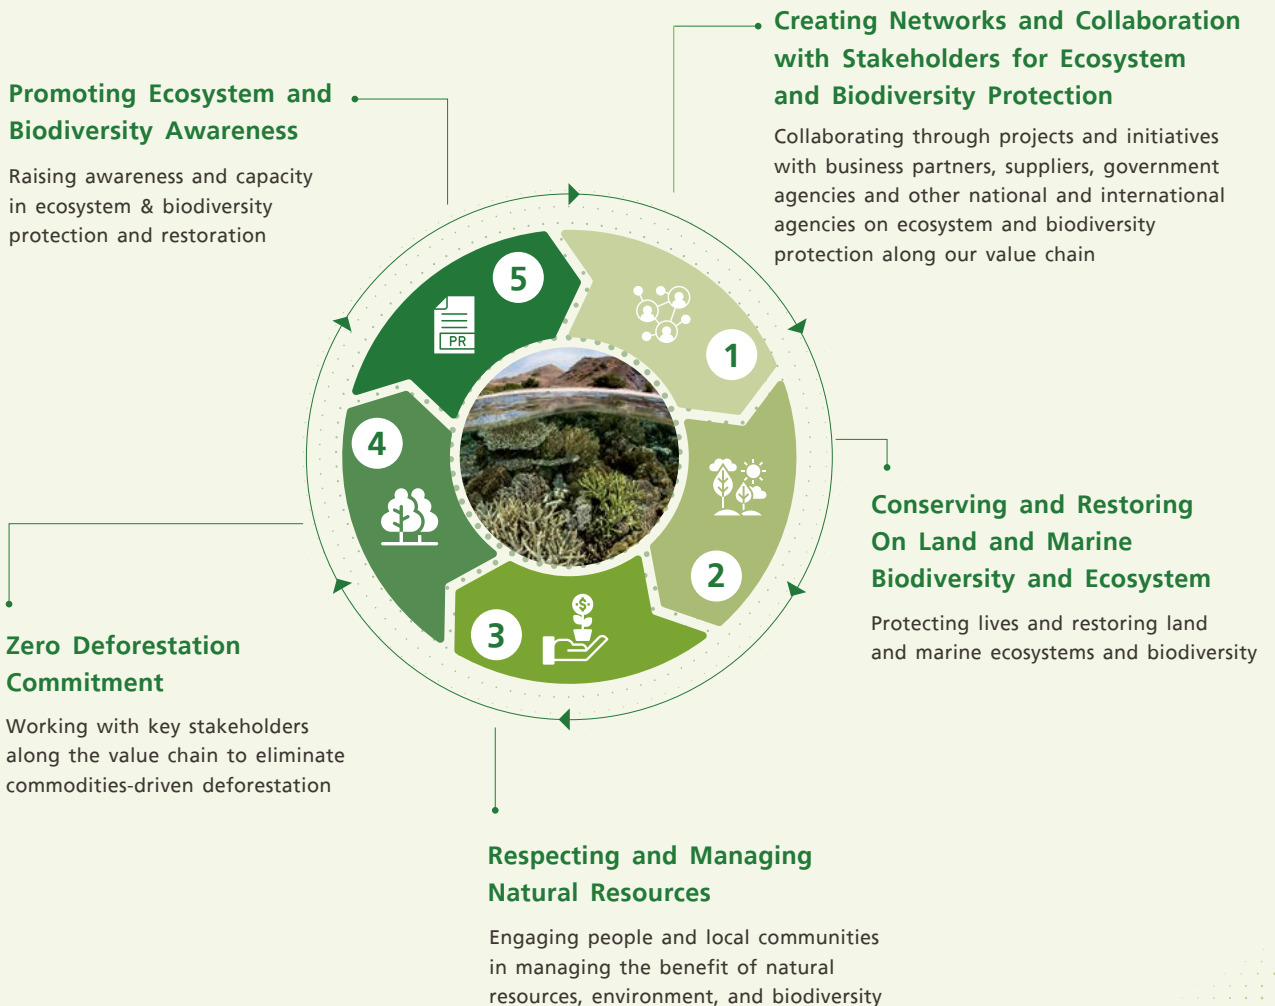 Creating Networks and Collaboration
with Stakeholders for Ecosystem
and Biodiversity Protection
Collaborating through projects and initiatives
with business partners, suppliers, government
agencies and other national and international
agencies on ecosystem and biodiversity
protection along our value chain
Promoting Ecosystem and
Biodiversity Awareness
Raising awareness and capacity
in ecosystem & biodiversity
protection and restoration
5
PR
1
4
2
3
$
Conserving and Restoring
On Land and Marine
Biodiversity and Ecosystem
Protecting lives and restoring land
and marine ecosystems and biodiversity
Zero Deforestation
Commitment
Working with key stakeholders
along the value chain to eliminate
commodities-driven deforestation
Respecting and Managing
Natural Resources
Engaging people and local communities
in managing the benefit of natural
resources, environment, and biodiversity